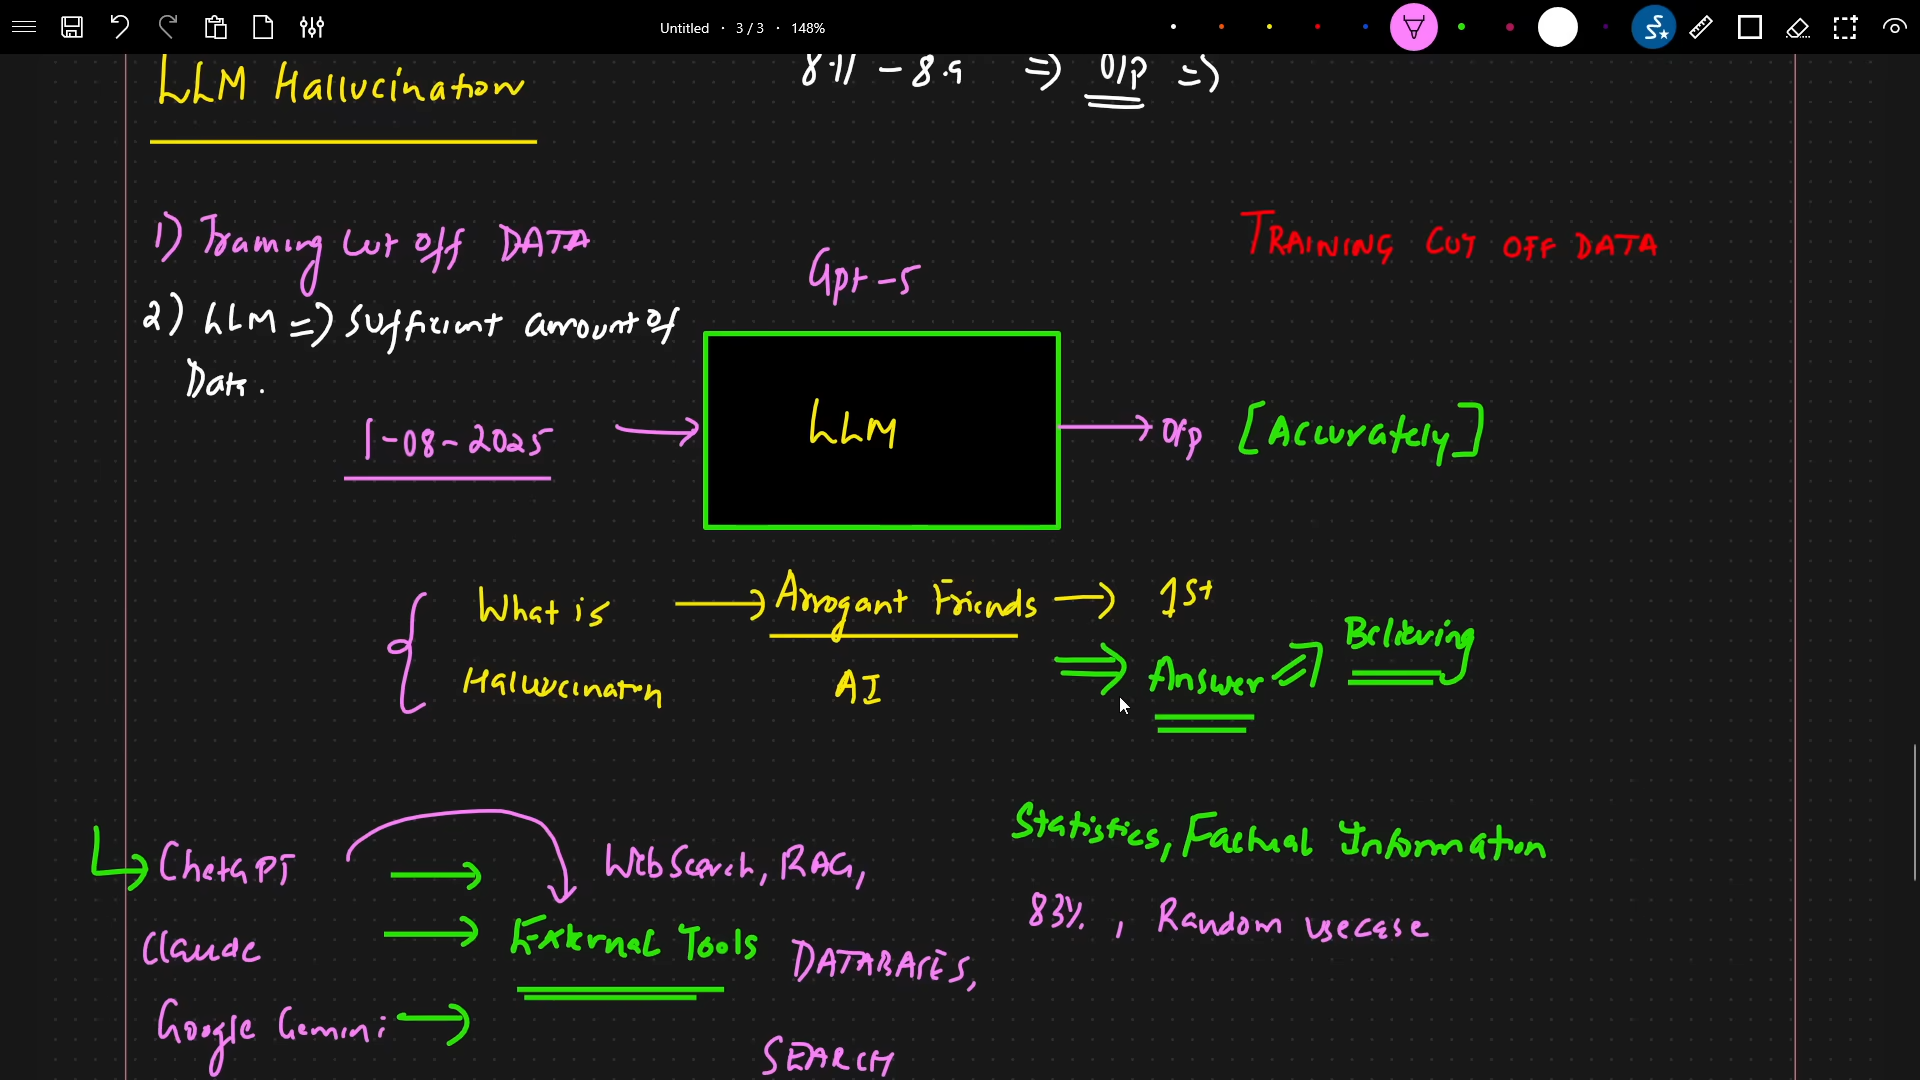 Untitled · 3 / 3 · 148%
LLM Hallucination
8.11 - 8.9 => O/p =>
1) Training Cut off DATA
TRAINING CUT OFF DATA
Gpt-5
2) LLM => Sufficient amount of
Data.
LLM
1-08-2025
O/p [Accurately]
What is
Hallucination
Arrogant Friends
AI
1st
Answer
Believing
Statistics, Factual Information
83%, Random usecase
ChatGPT
Claude
Google Gemini
WebSearch, RAG,
External Tools
DATABASES,
SEARCH